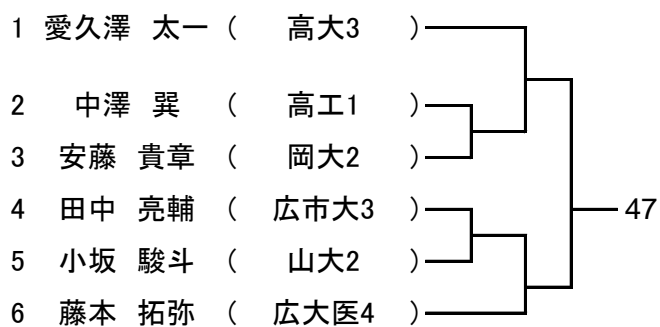 1 愛久澤 太一 ( 高大3 )
2 中澤 巽 ( 高工1 )
3 安藤 貴章 ( 岡大2 )
4 田中 亮輔 ( 広市大3 )
47
5 小坂 駿斗 ( 山大2 )
6 藤本 拓弥 ( 広大医4 )